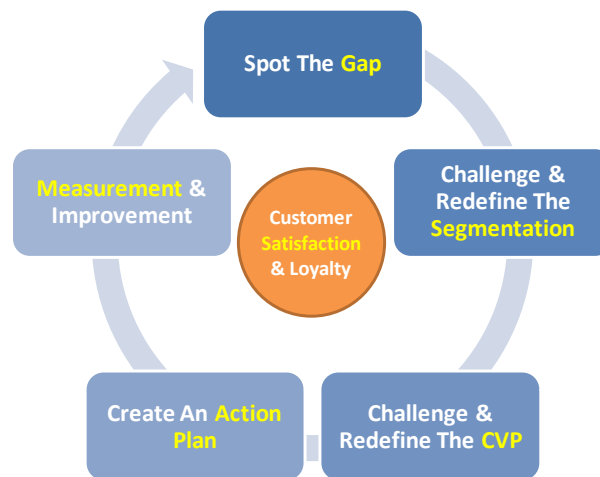 Spot The Gap
Challenge &
Redefine The
Segmentation
Challenge &
Redefine The CVP
Create An Action
Plan
Measurement &
Improvement
Customer
Satisfaction
& Loyalty